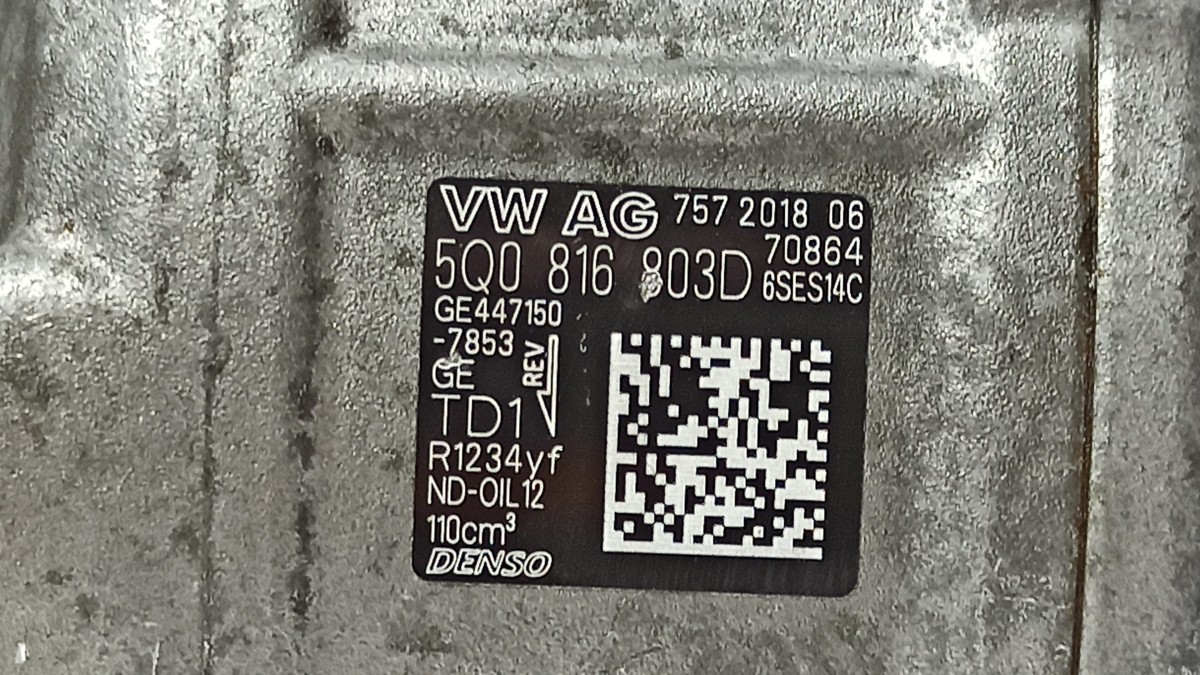 VW AG 757 2018 06
70864
5Q0 816 803D 6SES14C
GE447150
-7853
GE
REV
TD1
R1234yf
ND-OIL12
110cm³
DENSO